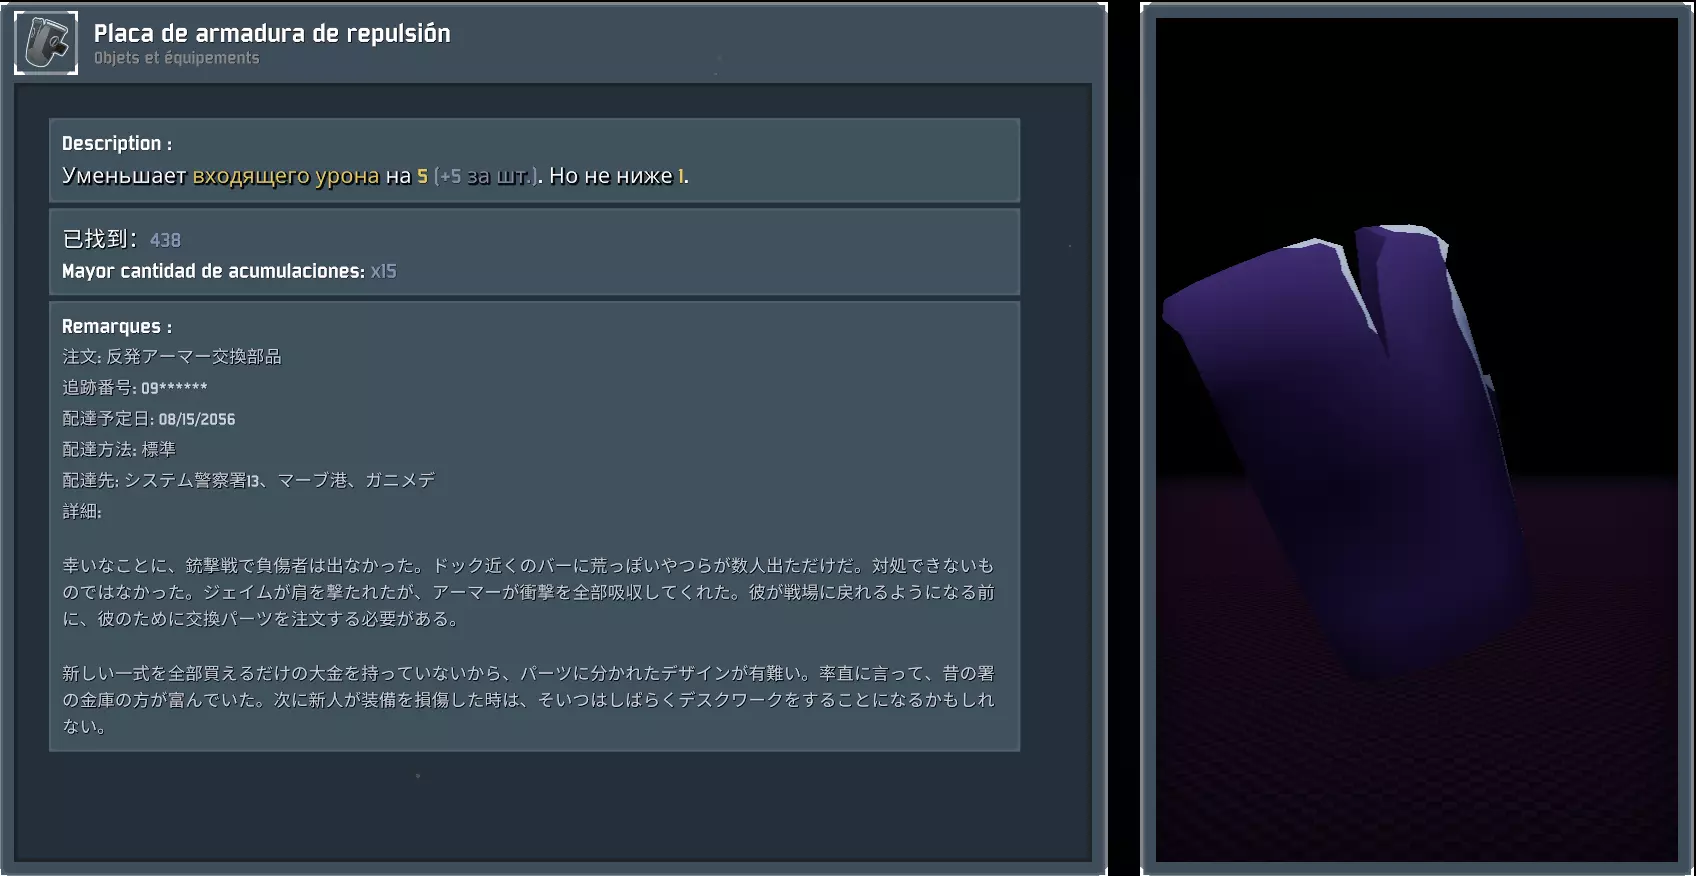 Placa de armadura de repulsión
Objets et équipements
Description :
Уменьшает входящего урона на 5 (+5 за шт.). Но не ниже 1.
已找到： 438
Mayor cantidad de acumulaciones: x15
Remarques :
注文: 反発アーマー交換部品
追跡番号: 09******
配達予定日: 08/15/2056
配達方法: 標準
配達先: システム警察署13、マーブ港、ガニメデ
詳細:
幸いなことに、銃撃戦で負傷者は出なかった。ドック近くのバーに荒っぽいやつらが数人出ただけだ。対処できないも
のではなかった。ジェイムが肩を撃たれたが、アーマーが衝撃を全部吸収してくれた。彼が戦場に戻れるようになる前
に、彼のために交換パーツを注文する必要がある。
新しい一式を全部買えるだけの大金を持っていないから、パーツに分かれたデザインが有難い。率直に言って、昔の署
の金庫の方が富んでいた。次に新人が装備を損傷した時は、そいつはしばらくデスクワークをすることになるかもしれ
ない。